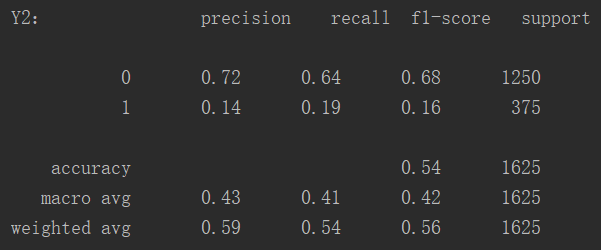 Y2:               precision    recall  f1-score   support

           0       0.72      0.64      0.68      1250
           1       0.14      0.19      0.16       375

    accuracy                           0.54      1625
   macro avg       0.43      0.41      0.42      1625
weighted avg       0.59      0.54      0.56      1625